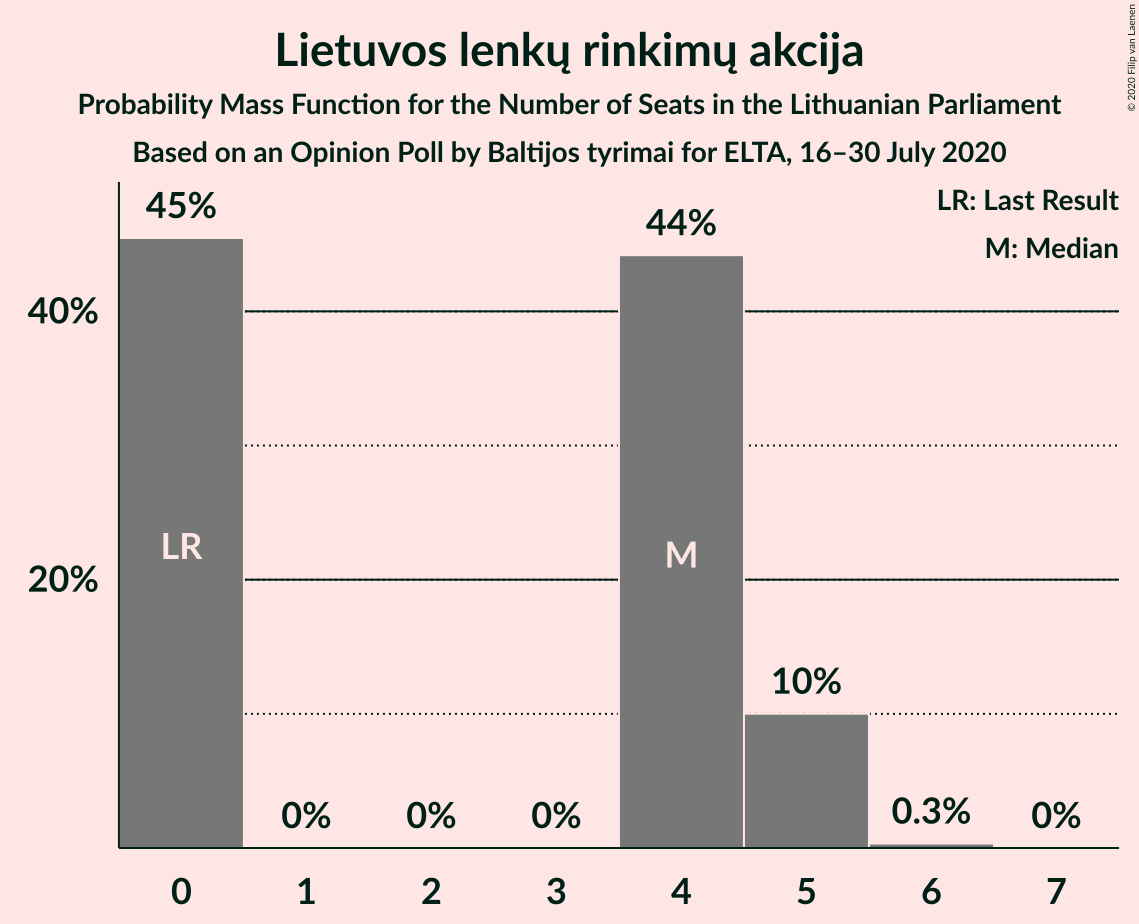 Lietuvos lenkų rinkimų akcija
Probability Mass Function for the Number of Seats in the Lithuanian Parliament
Based on an Opinion Poll by Baltijos tyrimai for ELTA, 16–30 July 2020
© 2020 Filip van Laenen
LR: Last Result
M: Median
45%
44%
40%
LR
M
20%
10%
0%
0%
0%
0.3%
0%
0
1
2
3
4
5
6
7